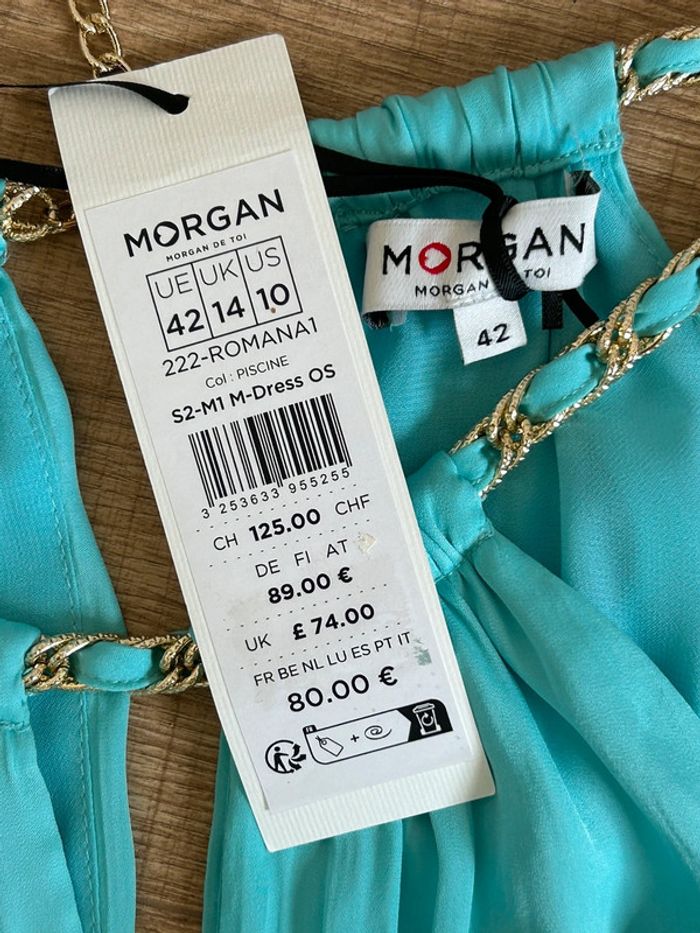 MORGAN
MORGAN DE TOI
UE UK US
42 14 10
222-ROMANA1
Col : PISCINE
S2-M1 M-Dress OS
3 253633 955255
CH 125.00 CHF
DE FI AT
89.00 €
UK £ 74.00
FR BE NL LU ES PT IT
80.00 €
FR
+
MORGAN
MORGAN TOI
42